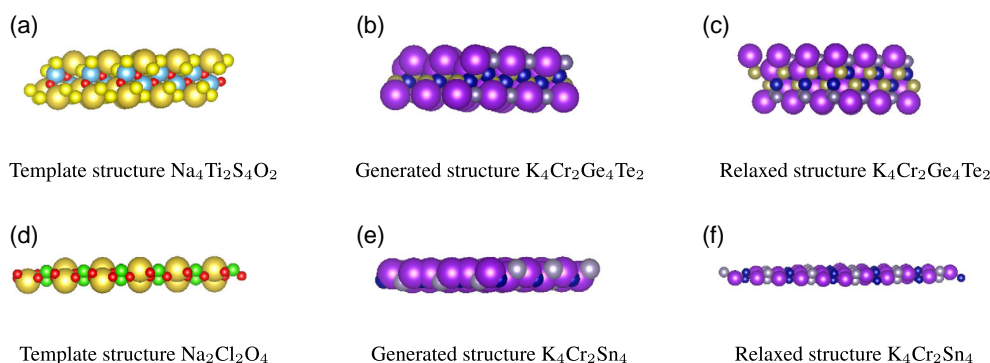 (a) (b) (c)
Template structure Na₄Ti₂S₄O₂ Generated structure K₄Cr₂Ge₄Te₂ Relaxed structure K₄Cr₂Ge₄Te₂
(d) (e) (f)
Template structure Na₂Cl₂O₄ Generated structure K₄Cr₂Sn₄ Relaxed structure K₄Cr₂Sn₄